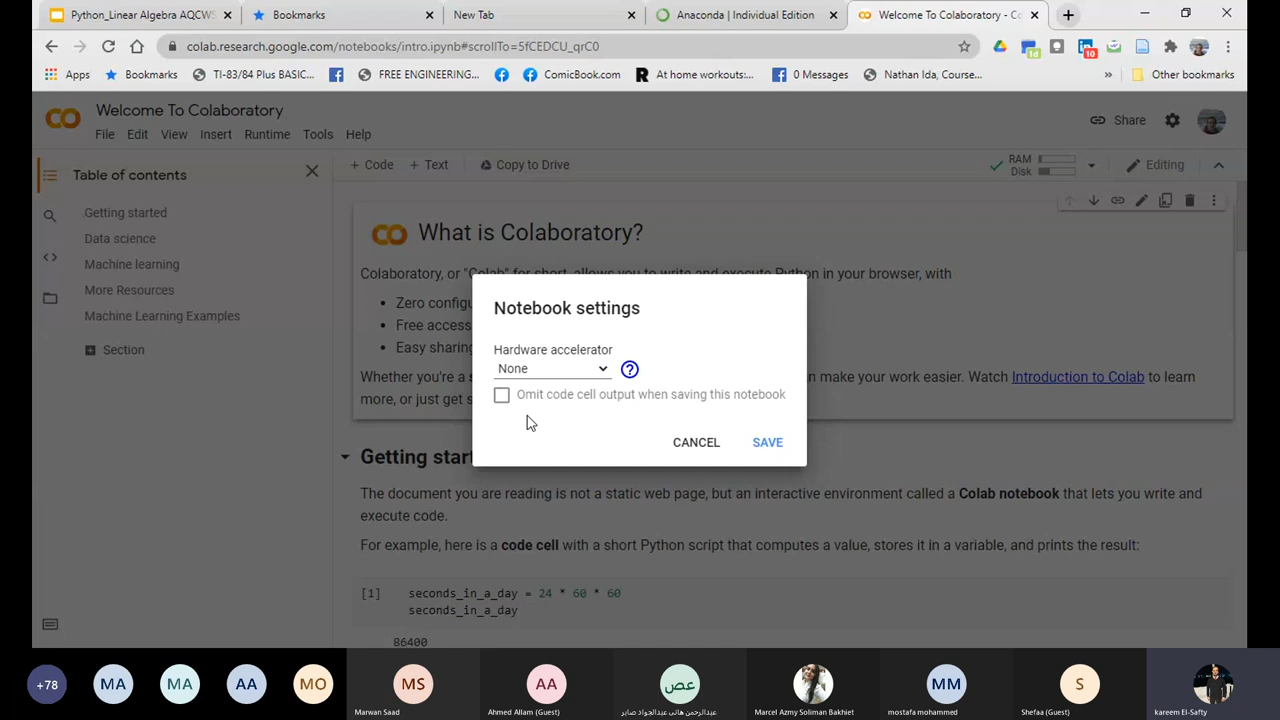 Python_Linear Algebra AQCWS
Bookmarks
New Tab
Anaconda | Individual Edition
Welcome To Colaboratory - Co
colab.research.google.com/notebooks/intro.ipynb#scrollTo=5fCEDCU_qrC0
1d
10
Apps
Bookmarks
TI-83/84 Plus BASIC...
FREE ENGINEERING...
ComicBook.com
At home workouts:...
0 Messages
Nathan Ida, Course...
»
Other bookmarks
Welcome To Colaboratory
File Edit View Insert Runtime Tools Help
Share
Table of contents
+ Code + Text
Copy to Drive
RAM
Disk
Editing
Getting started
Data science
Machine learning
More Resources
Machine Learning Examples
Section
What is Colaboratory?
Colaboratory, or "Colab" for short, allows you to write and execute Python in your browser, with
• Zero configu
• Free access
• Easy sharing
Whether you're a s
n make your work easier. Watch Introduction to Colab to learn
more, or just get s
Notebook settings
Hardware accelerator
None
?
Omit code cell output when saving this notebook
CANCEL SAVE
Getting start
The document you are reading is not a static web page, but an interactive environment called a Colab notebook that lets you write and
execute code.
For example, here is a code cell with a short Python script that computes a value, stores it in a variable, and prints the result:
[1] seconds_in_a_day = 24 * 60 * 60
seconds_in_a_day
86400
+78
MA
MA
AA
MO
MS
Marwan Saad
AA
Ahmed Allam (Guest)
عص
عبدالرحمن هانى عبدالجواد صابر
Marcel Azmy Soliman Bakhiet
MM
mostafa mohammed
S
Shefaa (Guest)
kareem El-Safty